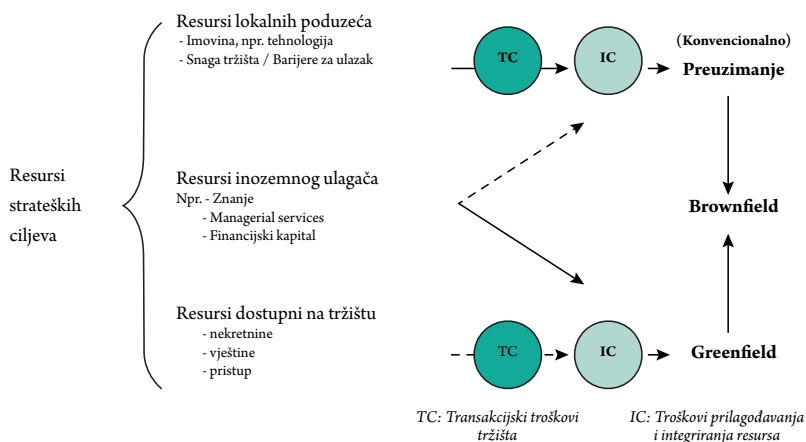 Resursi
strateških
ciljeva
Resursi lokalnih poduzeća
- Imovina, npr. tehnologija
- Snaga tržišta / Barijere za ulazak
TC
IC
(Konvencionalno)
Preuzimanje
Resursi inozemnog ulagača
Npr. - Znanje
- Managerial services
- Financijski kapital
Brownfield
Resursi dostupni na tržištu
- nekretnine
- vještine
- pristup
TC
IC
Greenfield
TC: Transakcijski troškovi
tržišta
IC: Troškovi prilagođavanja
i integriranja resursa